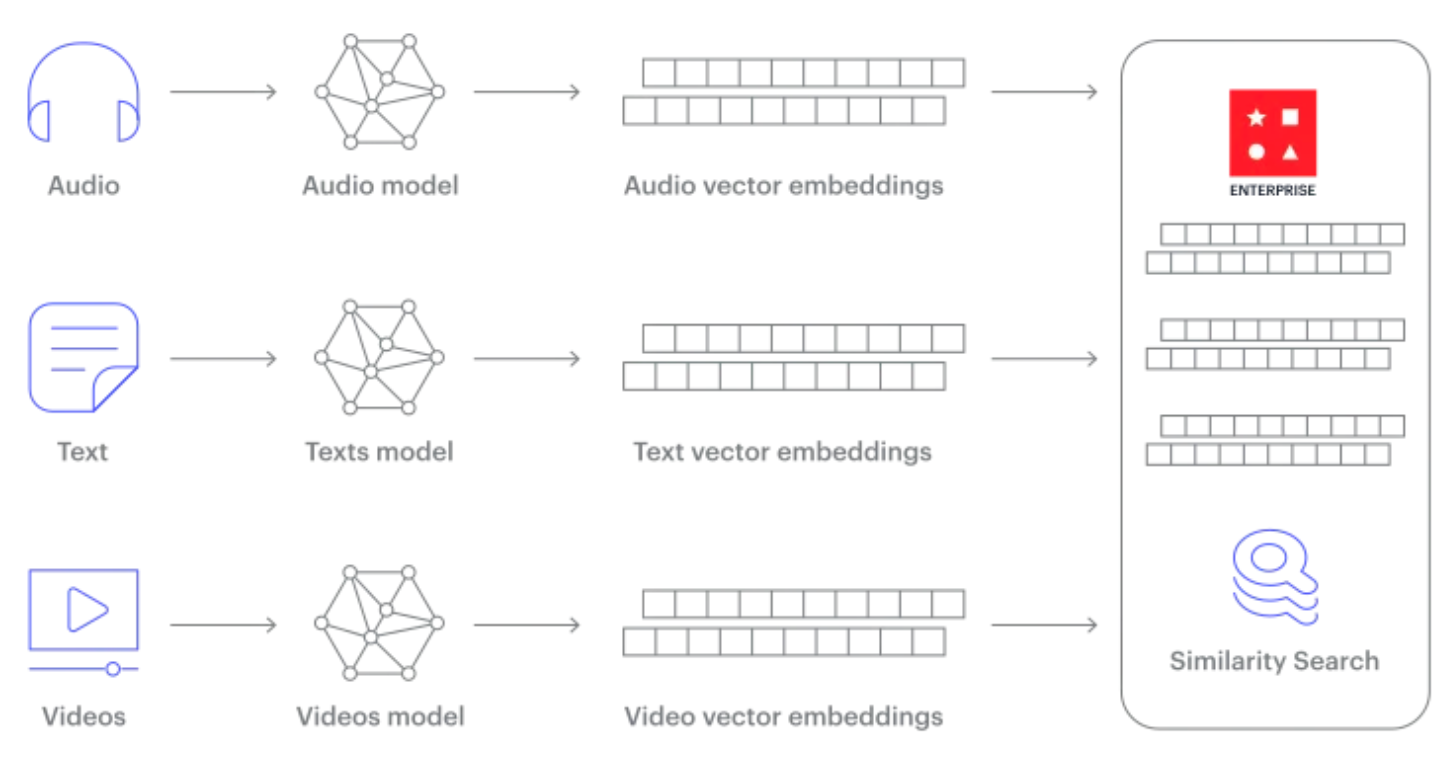 Audio
Audio model
Audio vector embeddings
ENTERPRISE
Text
Texts model
Text vector embeddings
Videos
Videos model
Video vector embeddings
Similarity Search